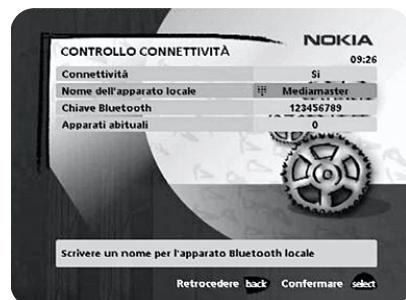 NOKIA
CONTROLLO CONNETTIVITÀ
09:26
Connettività Si
Nome dell'apparato locale Mediamaster
Chiave Bluetooth 123456789
Apparati abituali 0
Scrivere un nome per l'apparato Bluetooth locale
Retrocedere back Confermare select